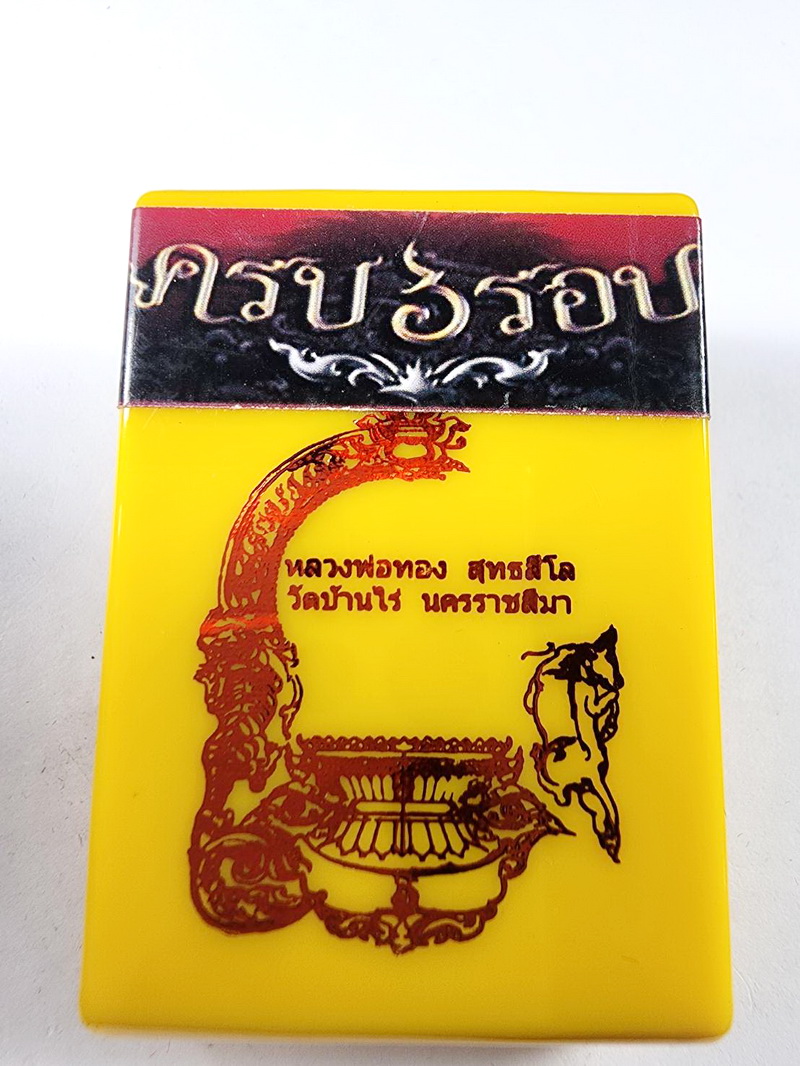 ครบ ๖ รอบ
หลวงพ่อทอง สุทธสีโล
วัดบ้านไร่ นครราชสีมา